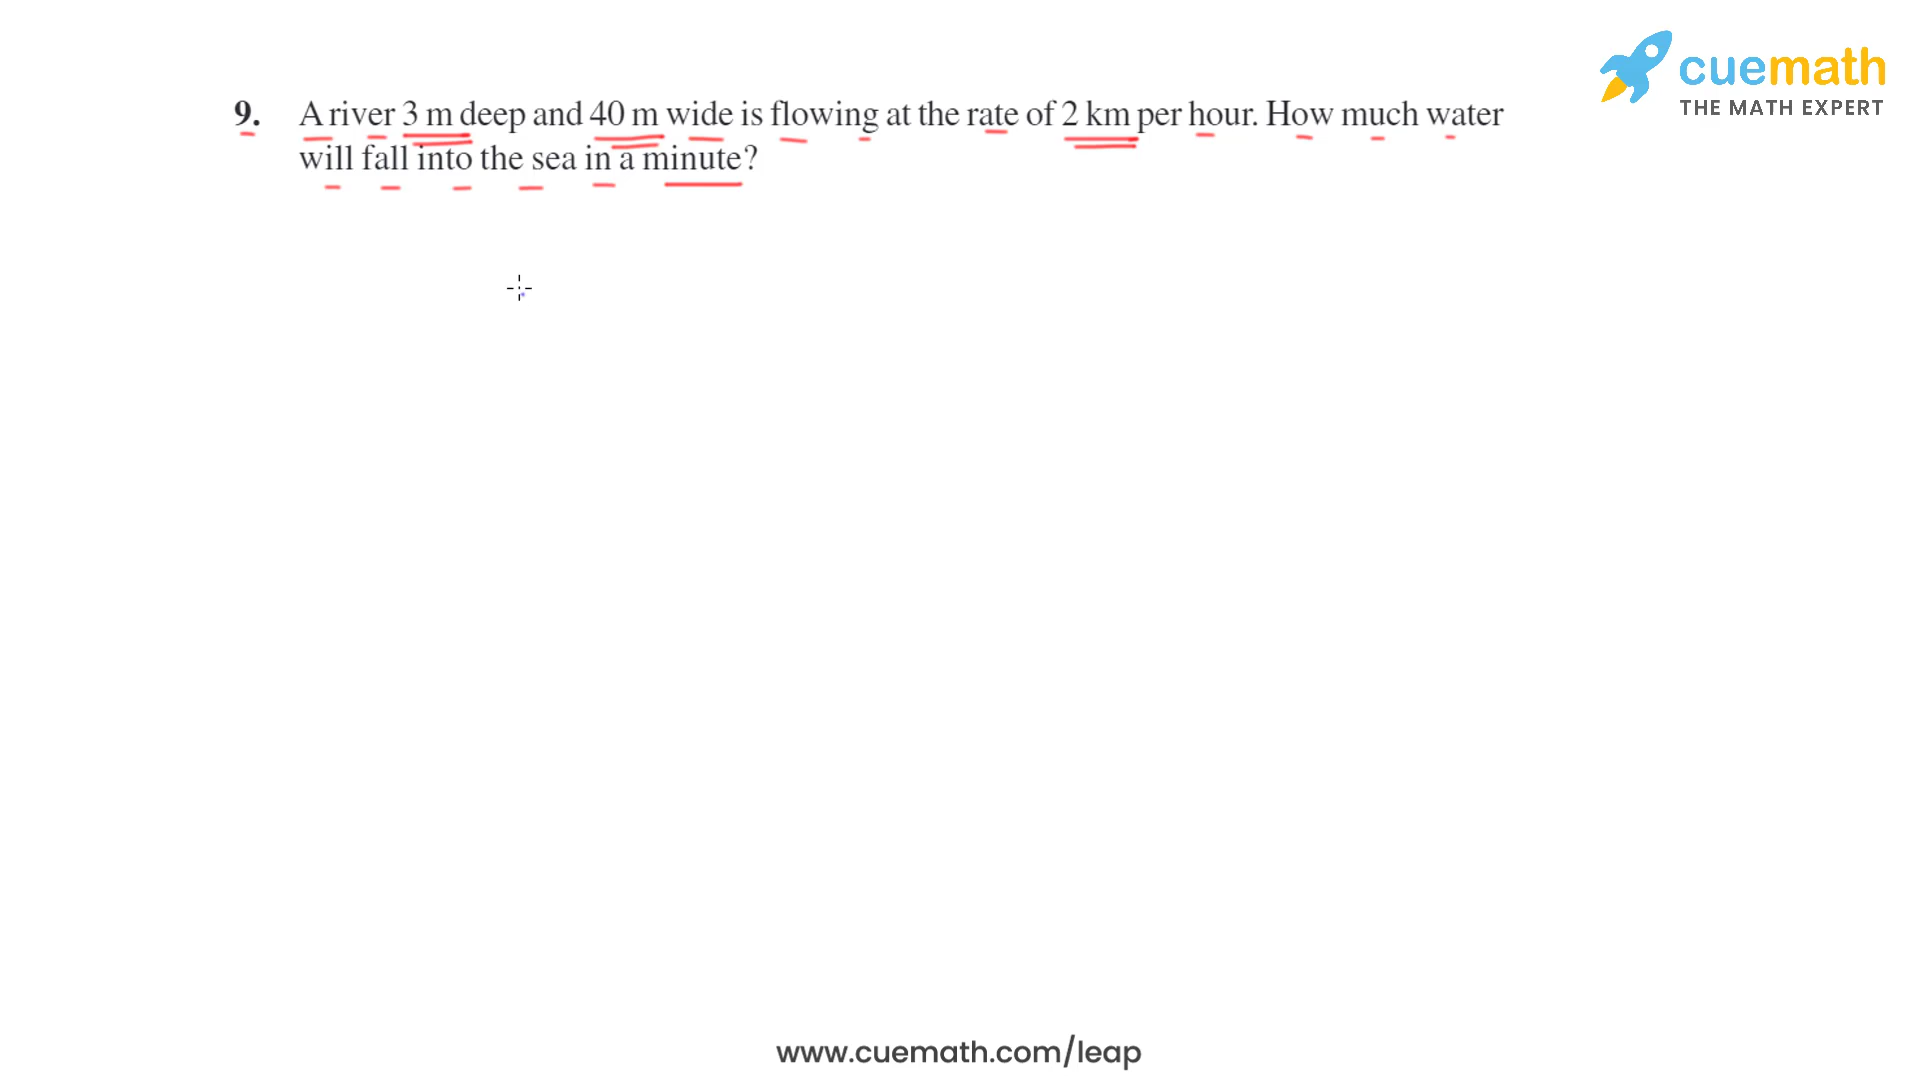 cuemath
THE MATH EXPERT
9. A river 3 m deep and 40 m wide is flowing at the rate of 2 km per hour. How much water
will fall into the sea in a minute?
www.cuemath.com/leap